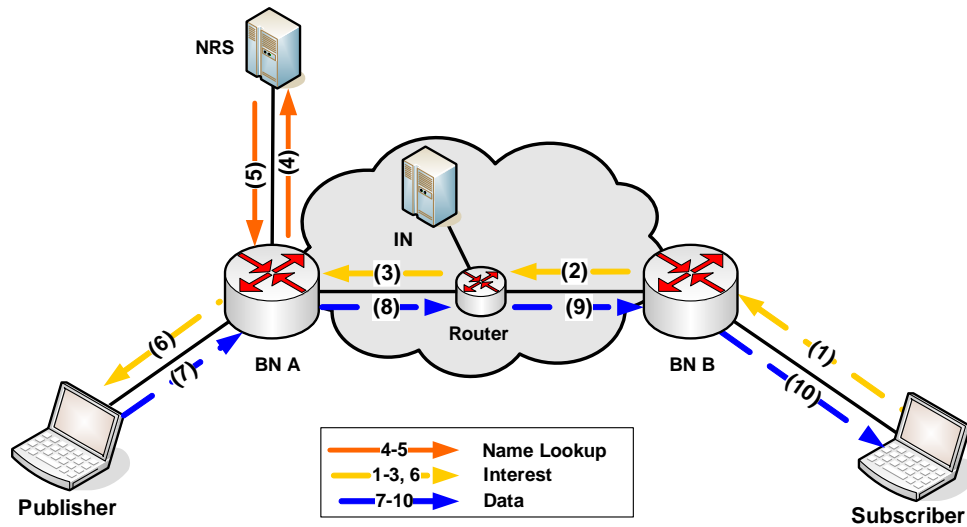 NRS
(5)
(4)
IN
(3)
(2)
(8)
(9)
Router
BN A
BN B
(6)
(7)
(1)
(10)
4-5 Name Lookup
1-3, 6 Interest
7-10 Data
Publisher
Subscriber